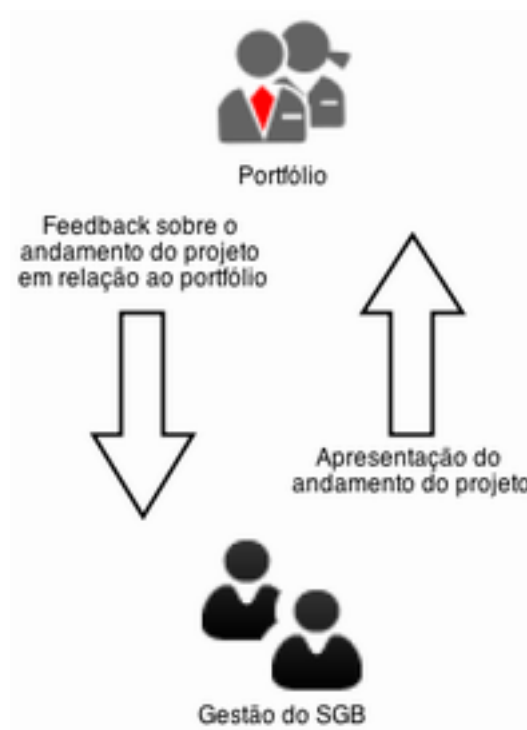 Portfólio
Feedback sobre o
andamento do projeto
em relação ao portfólio
Apresentação do
andamento do projeto
Gestão do SGB